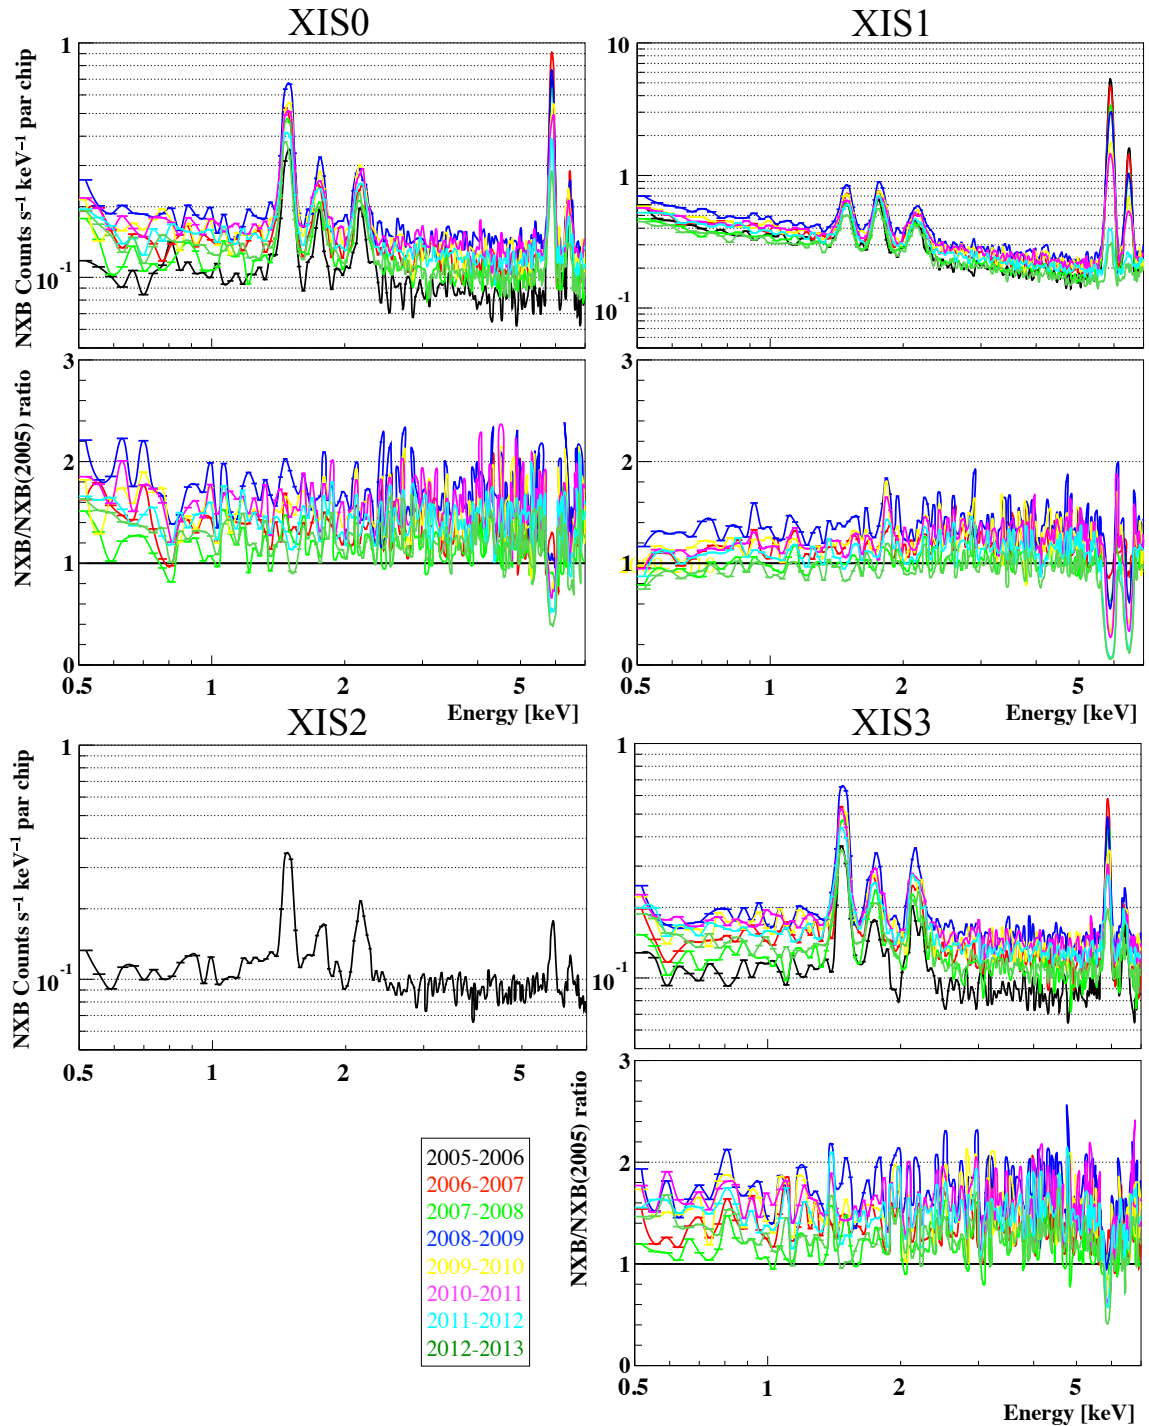 XIS0
XIS1
NXB Counts s⁻¹ keV⁻¹ par chip
1
10⁻¹
10
1
10⁻¹
NXB/NXB(2005) ratio
3
2
1
0
3
2
1
0
0.5 1 2 5
0.5 1 2 5
Energy [keV]
Energy [keV]
XIS2
XIS3
NXB Counts s⁻¹ keV⁻¹ par chip
1
10⁻¹
1
10⁻¹
0.5 1 2 5
NXB/NXB(2005) ratio
3
2
1
0
2005-2006
2006-2007
2007-2008
2008-2009
2009-2010
2010-2011
2011-2012
2012-2013
0.5 1 2 5
Energy [keV]